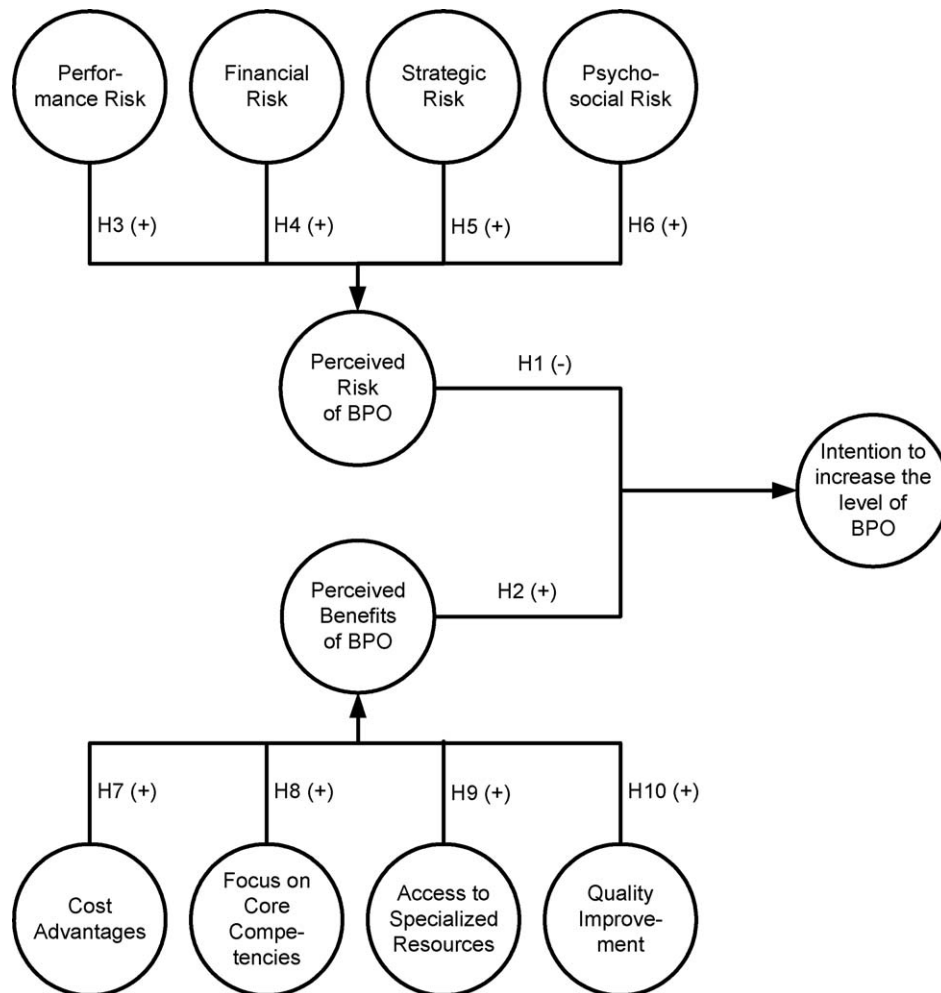 Perfor-
mance Risk
Financial
Risk
Strategic
Risk
Psycho-
social Risk
H3 (+)
H4 (+)
H5 (+)
H6 (+)
Perceived
Risk
of BPO
H1 (-)
Intention to
increase the
level of
BPO
Perceived
Benefits
of BPO
H2 (+)
H7 (+)
H8 (+)
H9 (+)
H10 (+)
Cost
Advantages
Focus on
Core
Compe-
tencies
Access to
Specialized
Resources
Quality
Improve-
ment